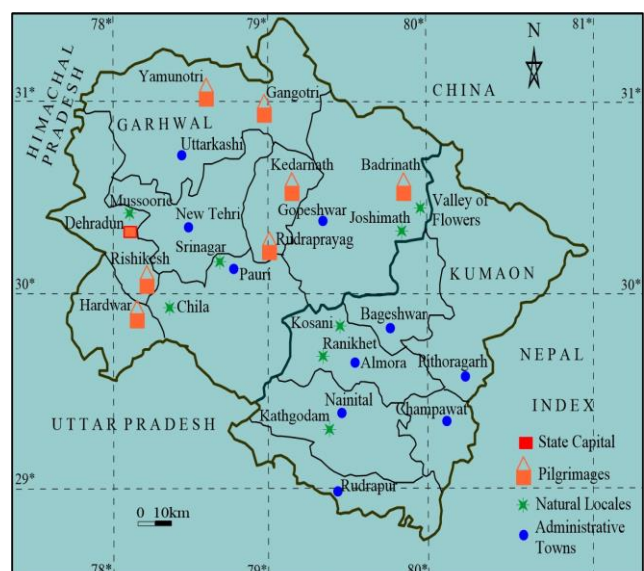 78*
79*
80*
N
Yamunotri
Gangotri
CHINA
31°
31°
HIMACHAL
PRADESH
GARHWAL
Uttarkashi
Kedarnath
Badrinath
Mussoorie
New Tehri
Gopeshwar
Joshimath
Valley of
Flowers
Dehradun
Srinagar
Rudraprayag
Rishikesh
Pauri
KUMAON
30°
30°
Hardwar
Chila
Kosani
Bageshwar
Ranikhet
Almora
Pithoragarh
NEPAL
UTTAR PRADESH
Nainital
Kathgodam
Champawat
INDEX
State Capital
Pilgrimages
Natural Locales
Administrative
Towns
29°
29°
Rudrapur
0 10km
78*
79*
80*